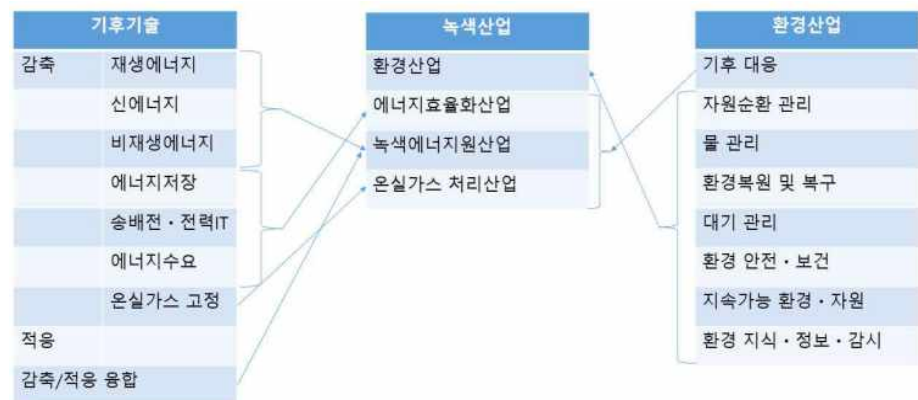 기후기술
감축 재생에너지
신에너지
비재생에너지
에너지저장
송배전・전력IT
에너지수요
온실가스 고정
적응
감축/적응 융합
녹색산업
환경산업
에너지효율화산업
녹색에너지원산업
온실가스 처리산업
환경산업
기후 대응
자원순환 관리
물 관리
환경복원 및 복구
대기 관리
환경 안전・보건
지속가능 환경・자원
환경 지식・정보・감시